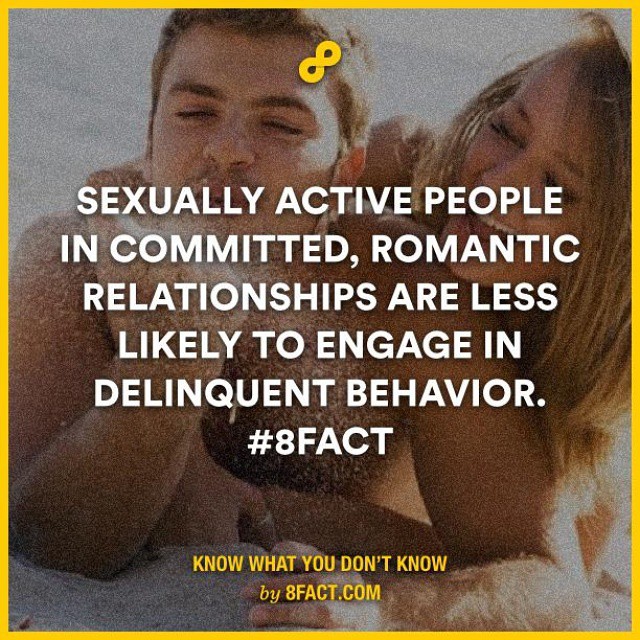 SEXUALLY ACTIVE PEOPLE
IN COMMITTED, ROMANTIC
RELATIONSHIPS ARE LESS
LIKELY TO ENGAGE IN
DELINQUENT BEHAVIOR.
#8FACT
KNOW WHAT YOU DON'T KNOW
by 8FACT.COM